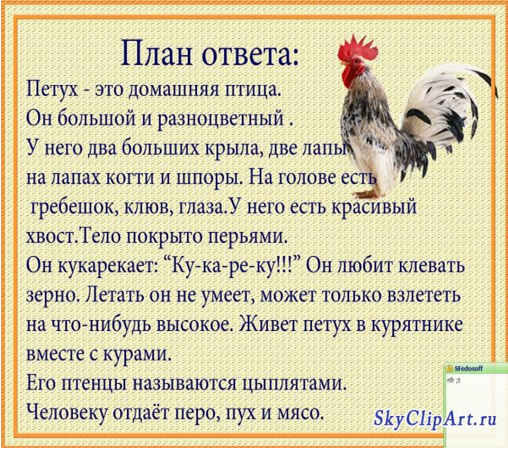 План ответа:
Петух - это домашняя птица.
Он большой и разноцветный .
У него два больших крыла, две лапы
на лапах когти и шпоры. На голове есть
гребешок, клюв, глаза.У него есть красивый
хвост.Тело покрыто перьями.
Он кукарекает: “Ку-ка-ре-ку!!!” Он любит клевать
зерно. Летать он не умеет, может только взлететь
на что-нибудь высокое. Живет петух в курятнике
вместе с курами.
Его птенцы называются цыплятами.
Человеку отдаёт перо, пух и мясо.
Sfedosoff
SkyClipArt.ru